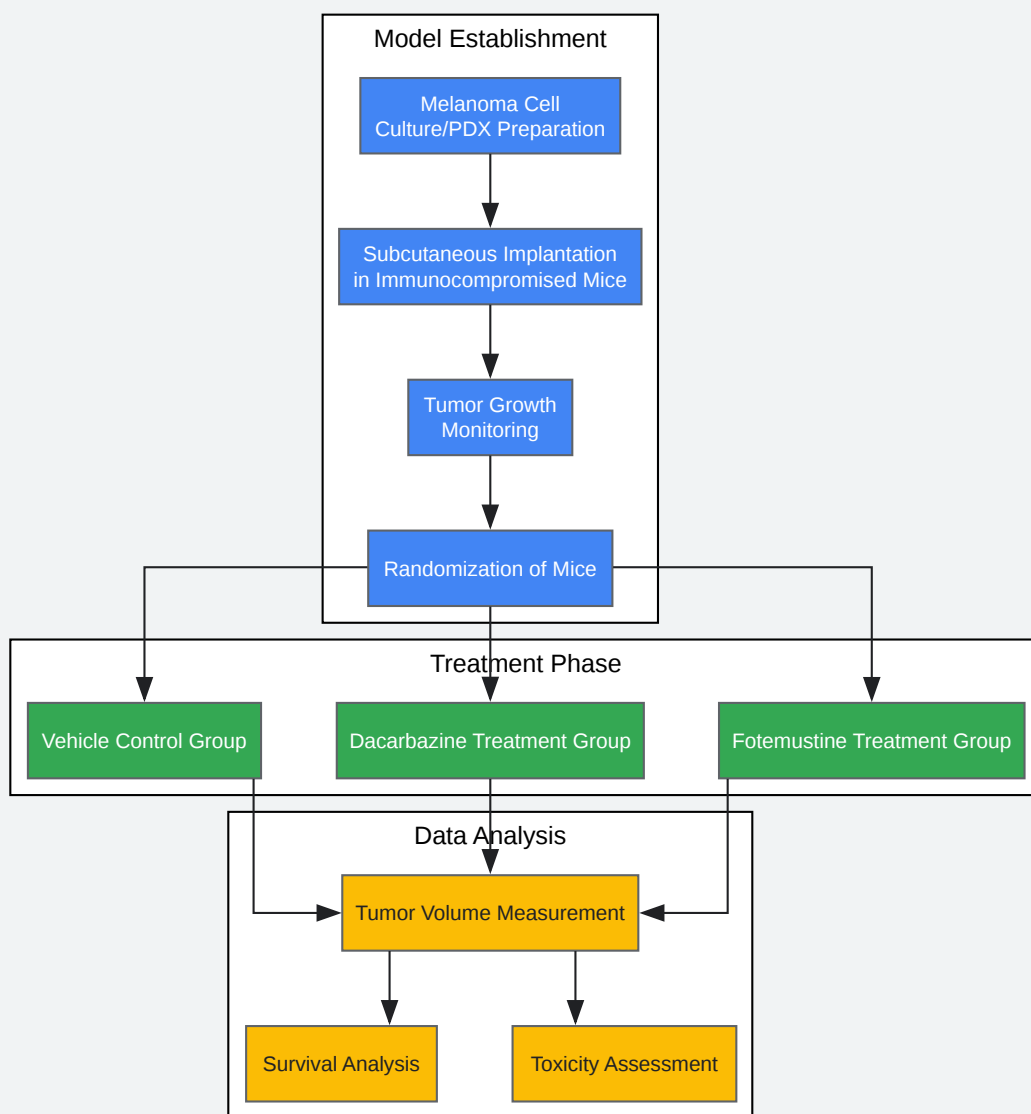 Model Establishment
Melanoma Cell
Culture/PDX Preparation
Subcutaneous Implantation
in Immunocompromised Mice
Tumor Growth
Monitoring
Randomization of Mice
Treatment Phase
Vehicle Control Group
Dacarbazine Treatment Group
Fotemustine Treatment Group
Data Analysis
Tumor Volume Measurement
Survival Analysis
Toxicity Assessment